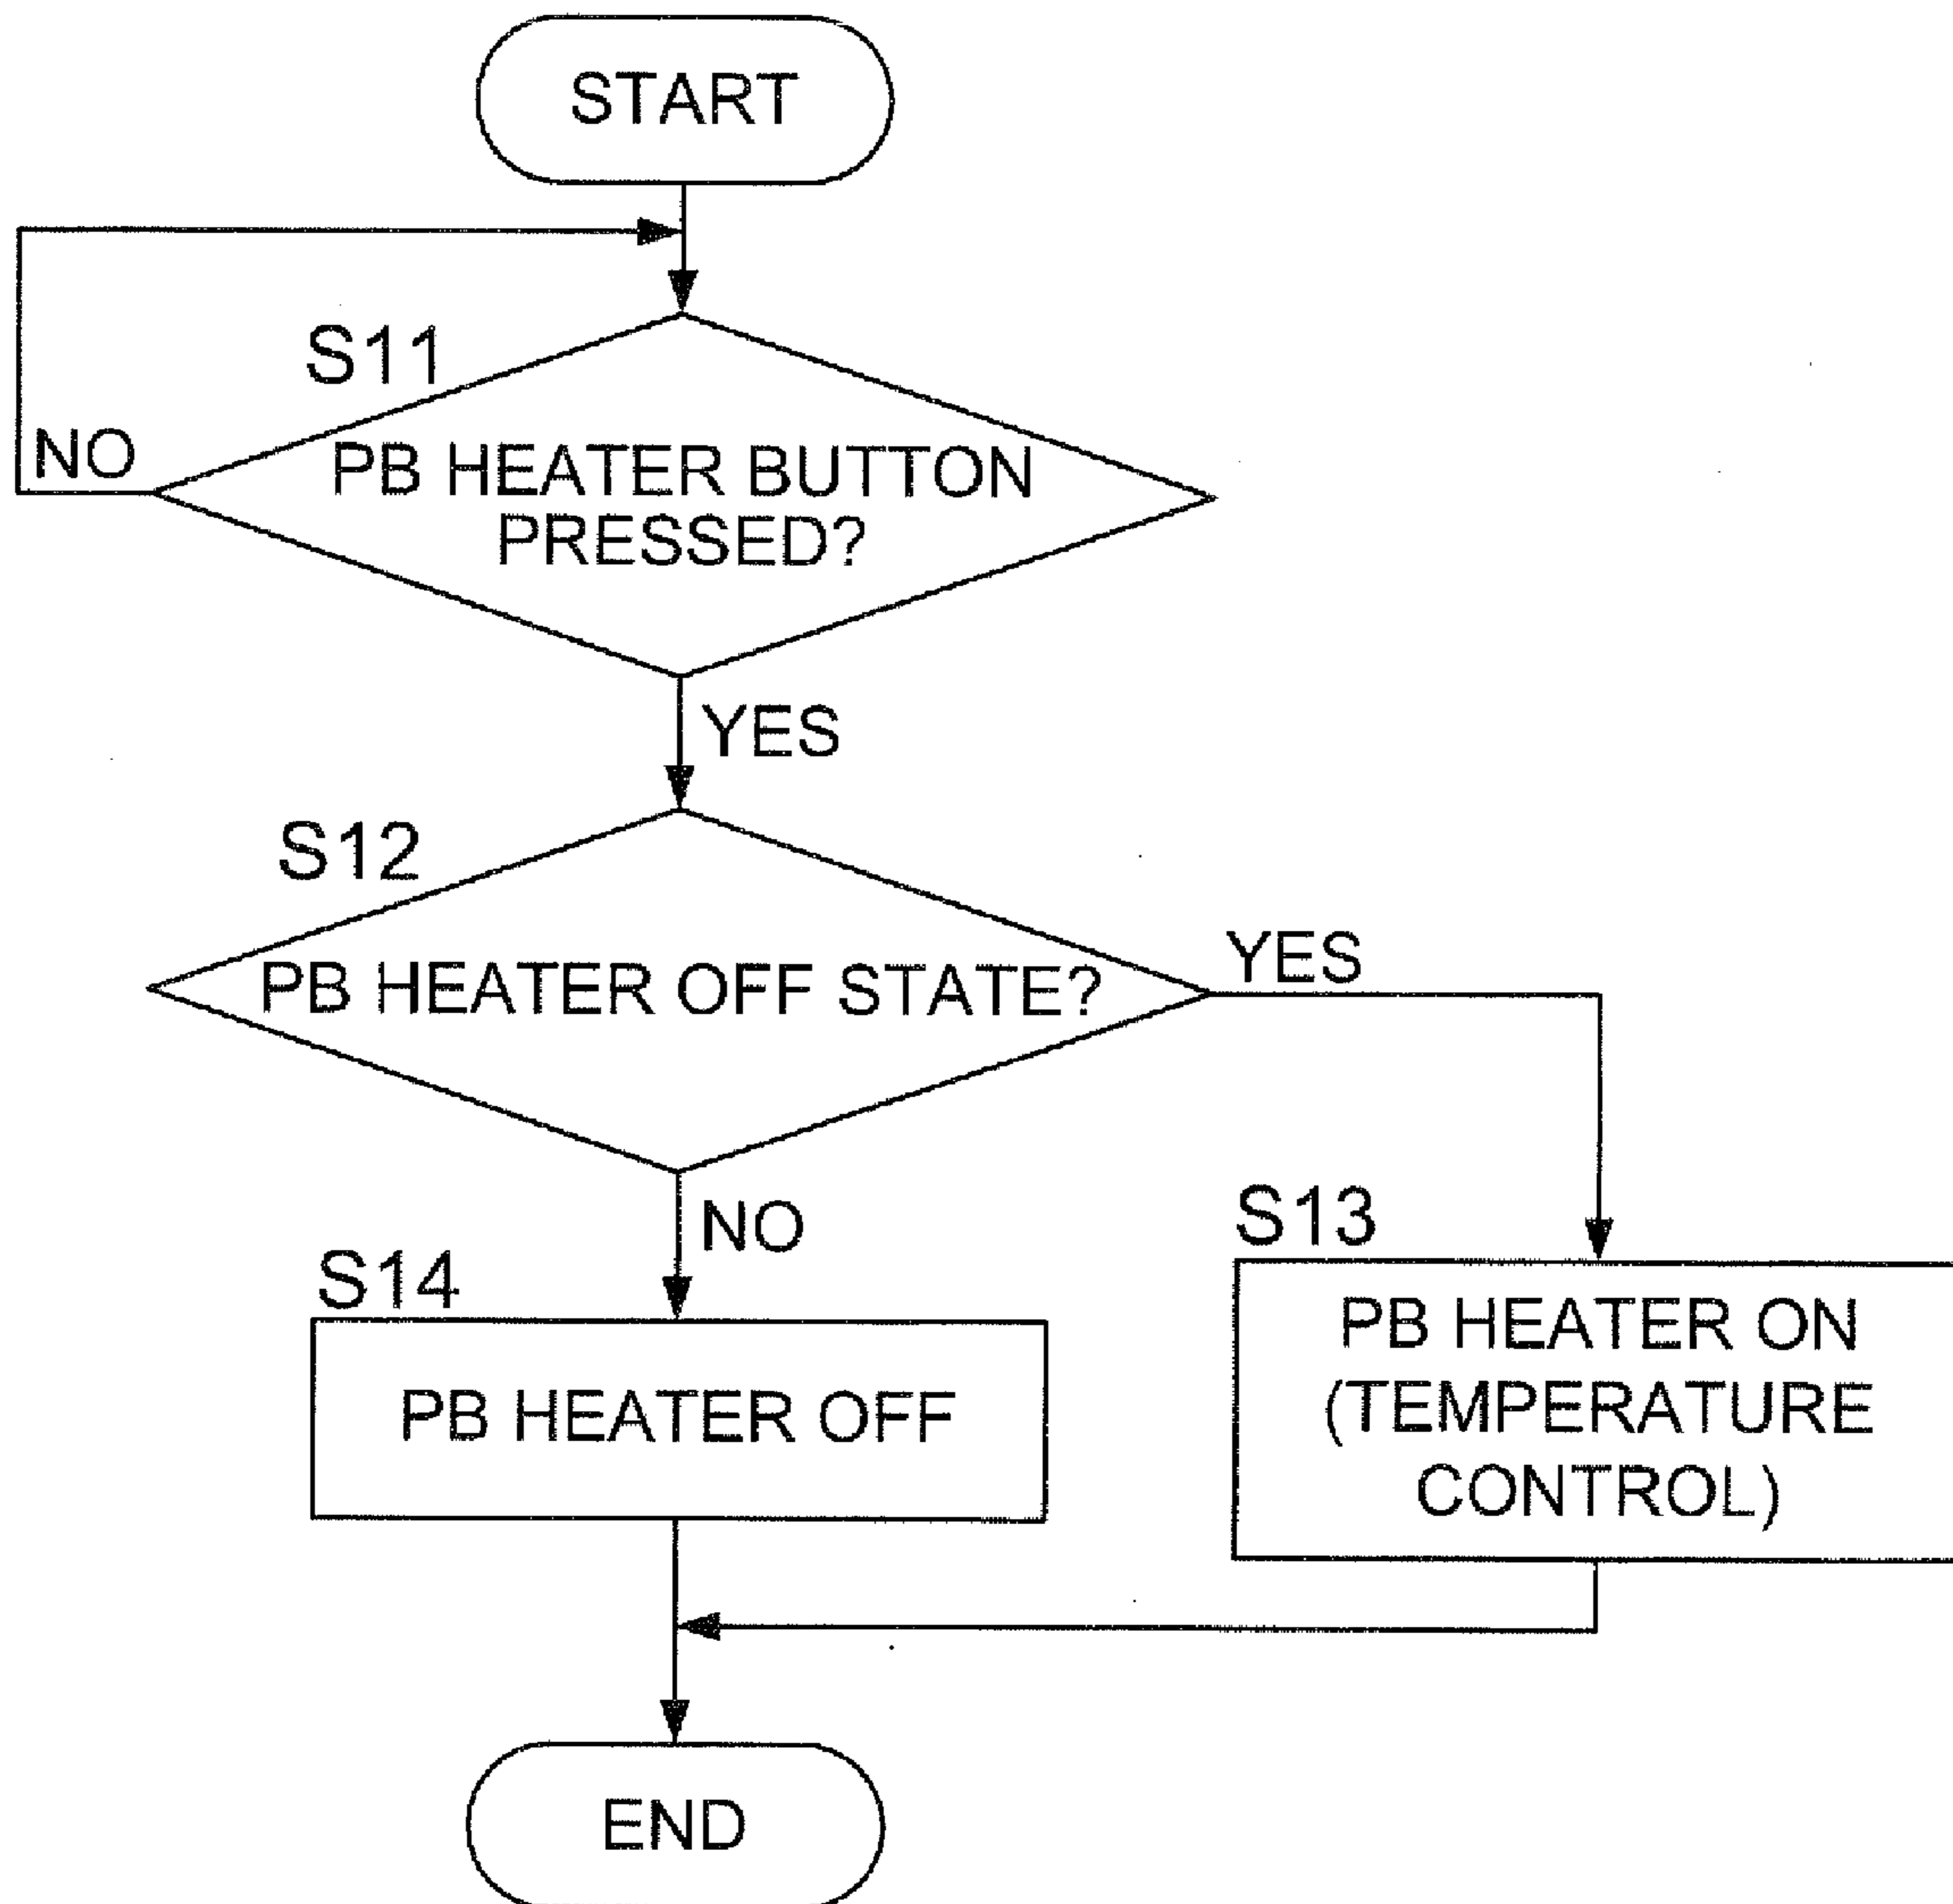 START
S11
NO
PB HEATER BUTTON
PRESSED?
YES
S12
PB HEATER OFF STATE?
YES
NO
S13
S14
PB HEATER ON
(TEMPERATURE
CONTROL)
PB HEATER OFF
END